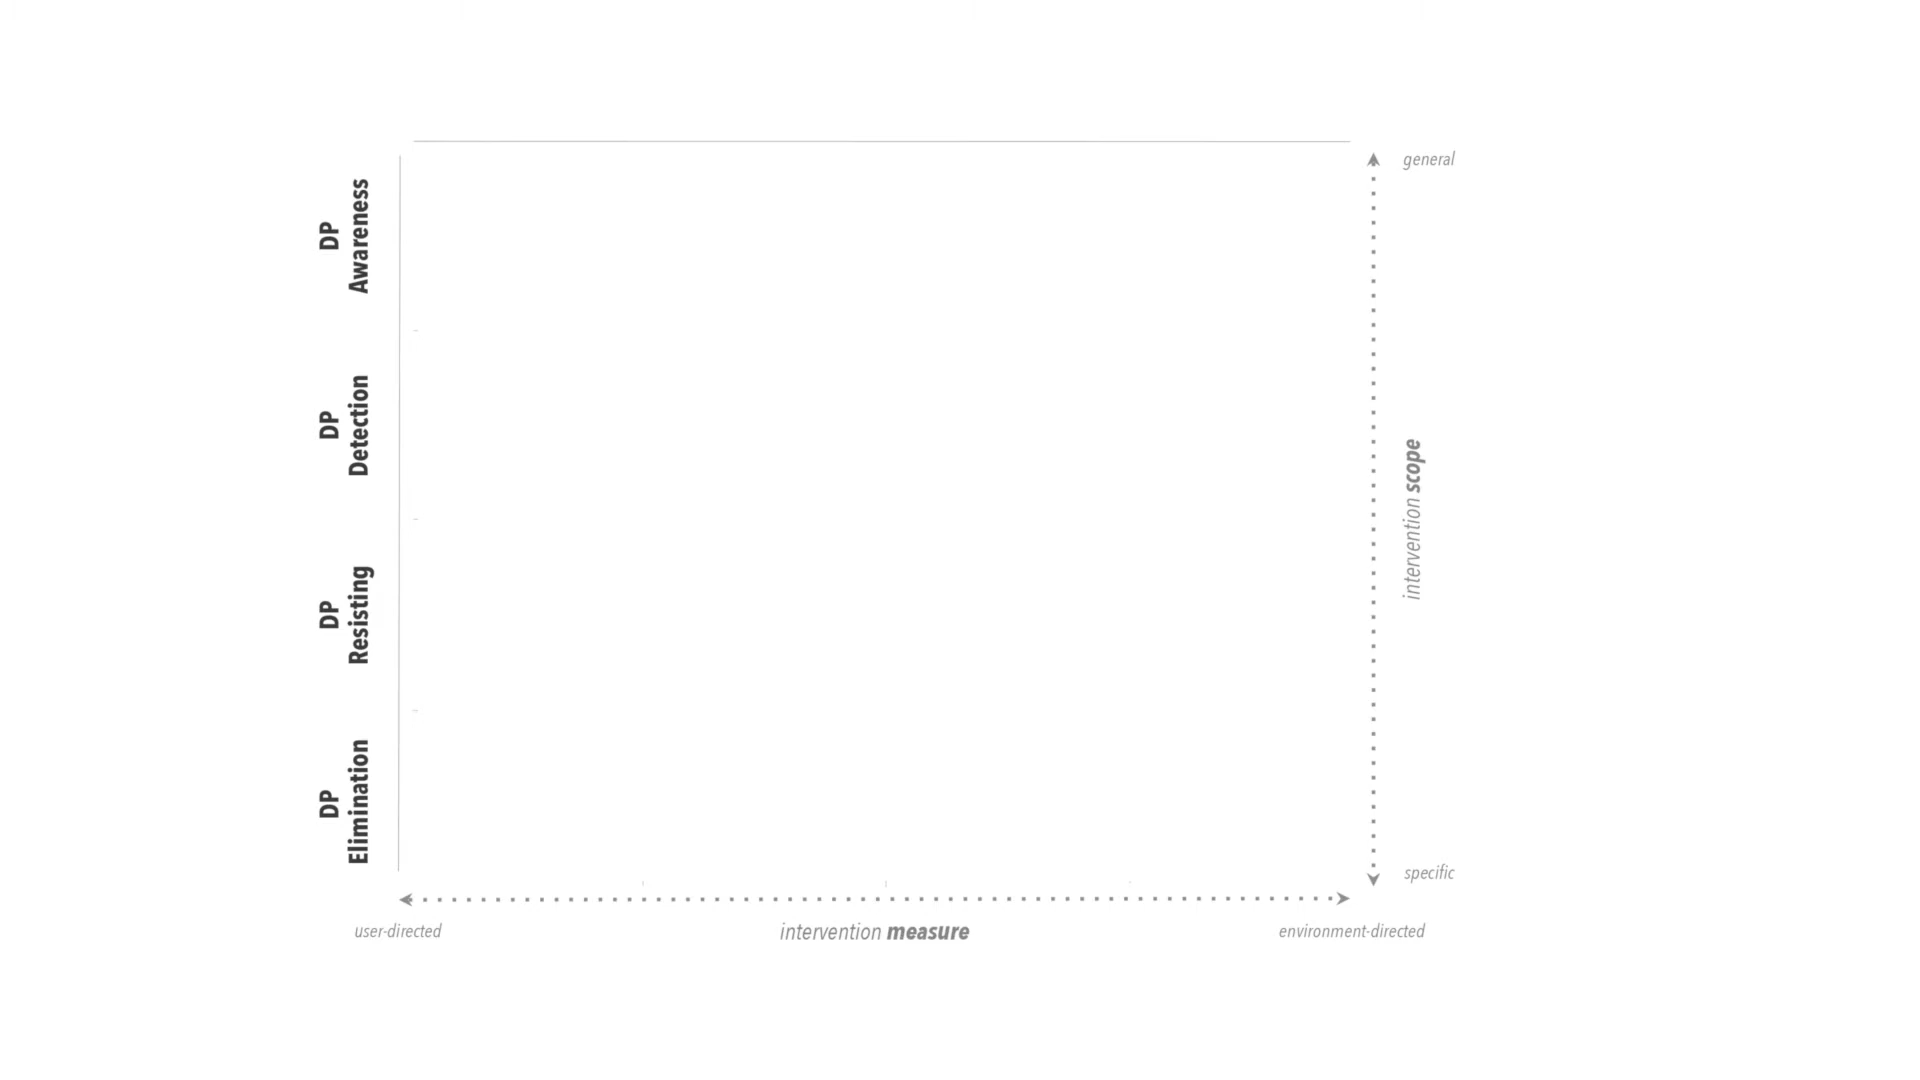 general
DP
Awareness
DP
Detection
intervention scope
DP
Resisting
DP
Elimination
specific
user-directed
intervention measure
environment-directed